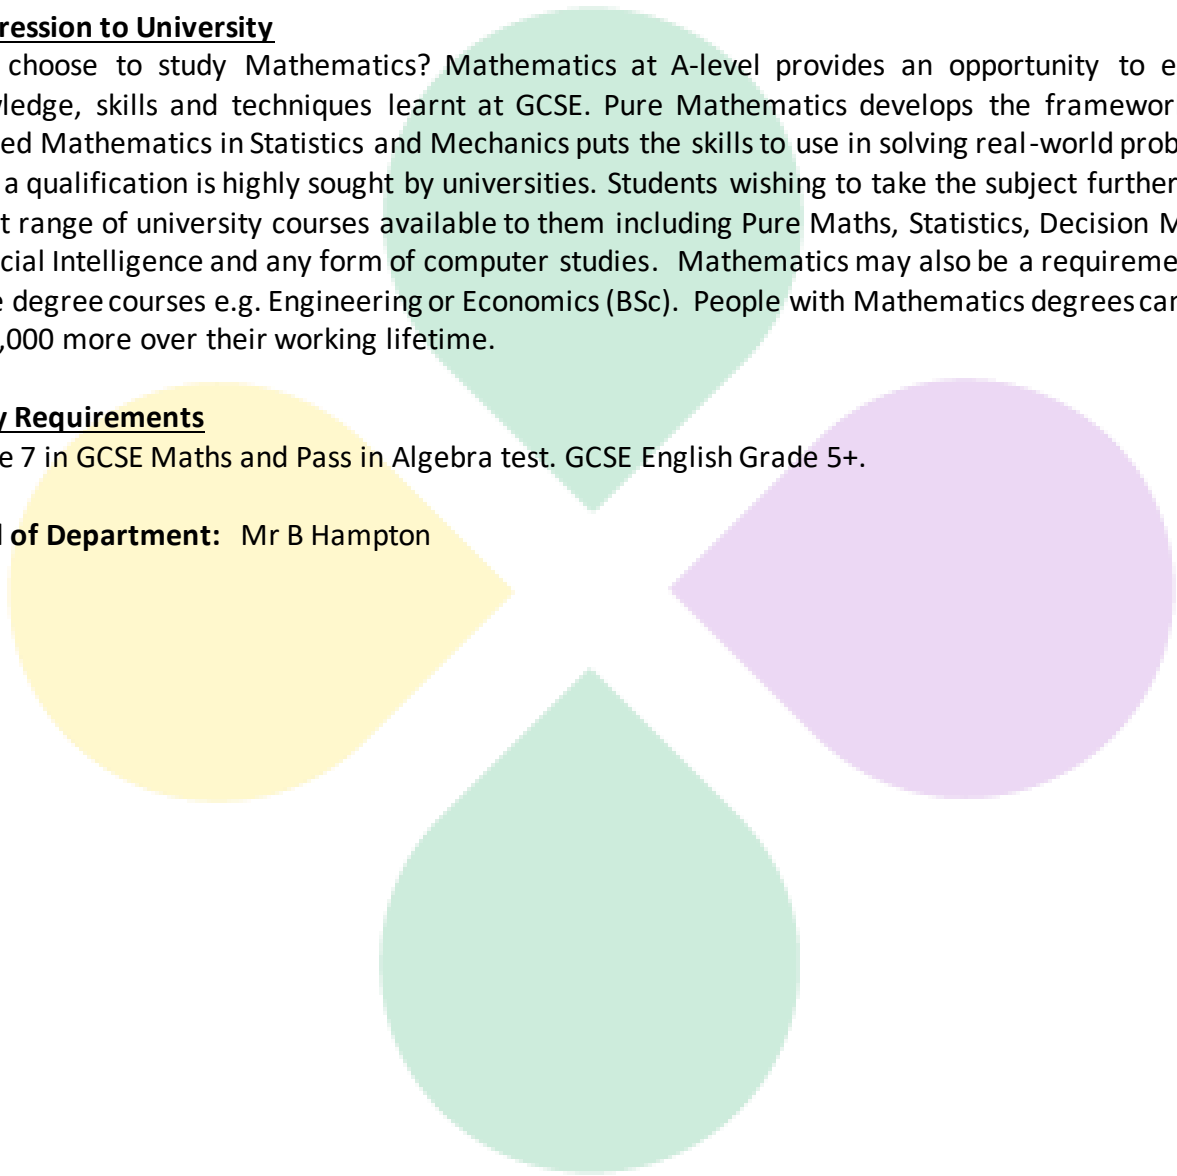 ression to University
choose to study Mathematics? Mathematics at A-level provides an opportunity to e
ledge, skills and techniques learnt at GCSE. Pure Mathematics develops the framewor
ed Mathematics in Statistics and Mechanics puts the skills to use in solving real-world prob
a qualification is highly sought by universities. Students wishing to take the subject further
t range of university courses available to them including Pure Maths, Statistics, Decision M
cial Intelligence and any form of computer studies. Mathematics may also be a requireme
e degree courses e.g. Engineering or Economics (BSc). People with Mathematics degrees can
,000 more over their working lifetime.
y Requirements
e 7 in GCSE Maths and Pass in Algebra test. GCSE English Grade 5+.
of Department: Mr B Hampton